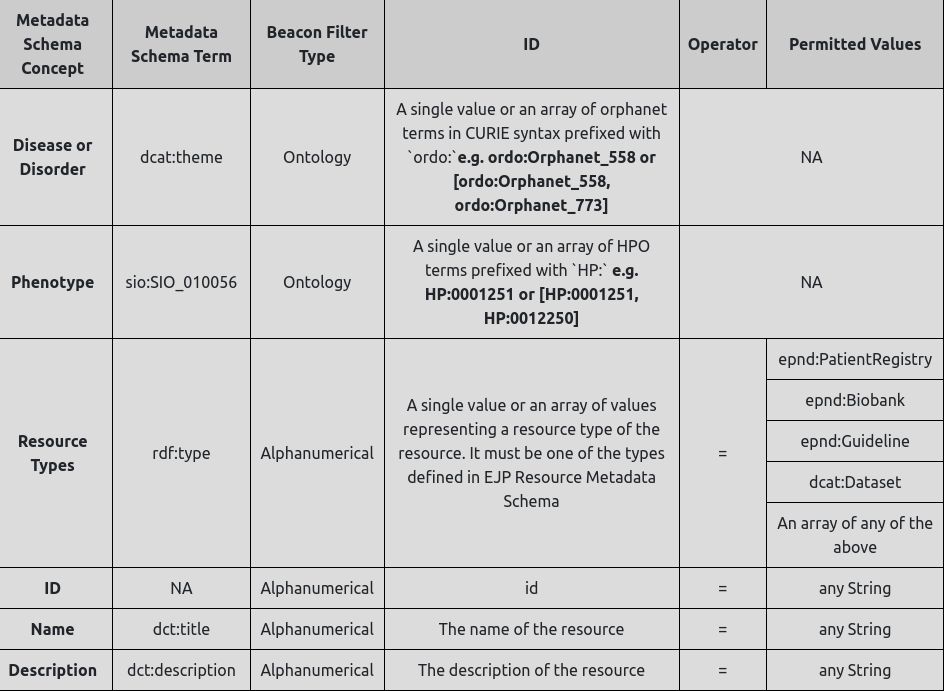 Metadata
Schema
Concept
Metadata
Schema Term
Beacon Filter
Type
ID
Operator
Permitted Values
Disease or
Disorder
dcat:theme
Ontology
A single value or an array of orphanet
terms in CURIE syntax prefixed with
`ordo:`e.g. ordo:Orphanet_558 or
[ordo:Orphanet_558,
ordo:Orphanet_773]
NA
Phenotype
sio:SIO_010056
Ontology
A single value or an array of HPO
terms prefixed with `HP:` e.g.
HP:0001251 or [HP:0001251,
HP:0012250]
NA
Resource
Types
rdf:type
Alphanumerical
A single value or an array of values
representing a resource type of the
resource. It must be one of the types
defined in EJP Resource Metadata
Schema
=
epnd:PatientRegistry
epnd:Biobank
epnd:Guideline
dcat:Dataset
An array of any of the
above
ID
NA
Alphanumerical
id
=
any String
Name
dct:title
Alphanumerical
The name of the resource
=
any String
Description
dct:description
Alphanumerical
The description of the resource
=
any String